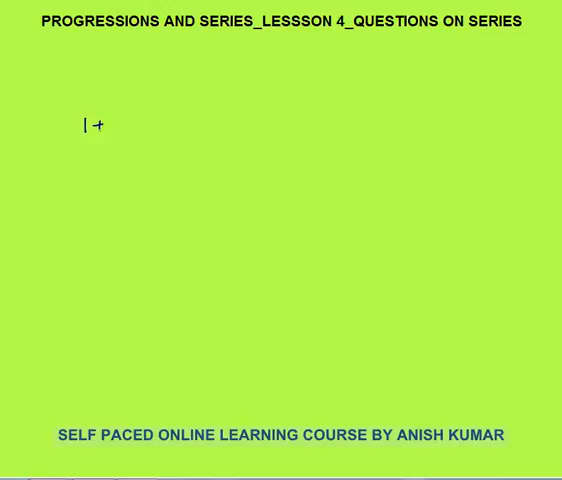 PROGRESSIONS AND SERIES_LESSSON 4_QUESTIONS ON SERIES
1+
SELF PACED ONLINE LEARNING COURSE BY ANISH KUMAR